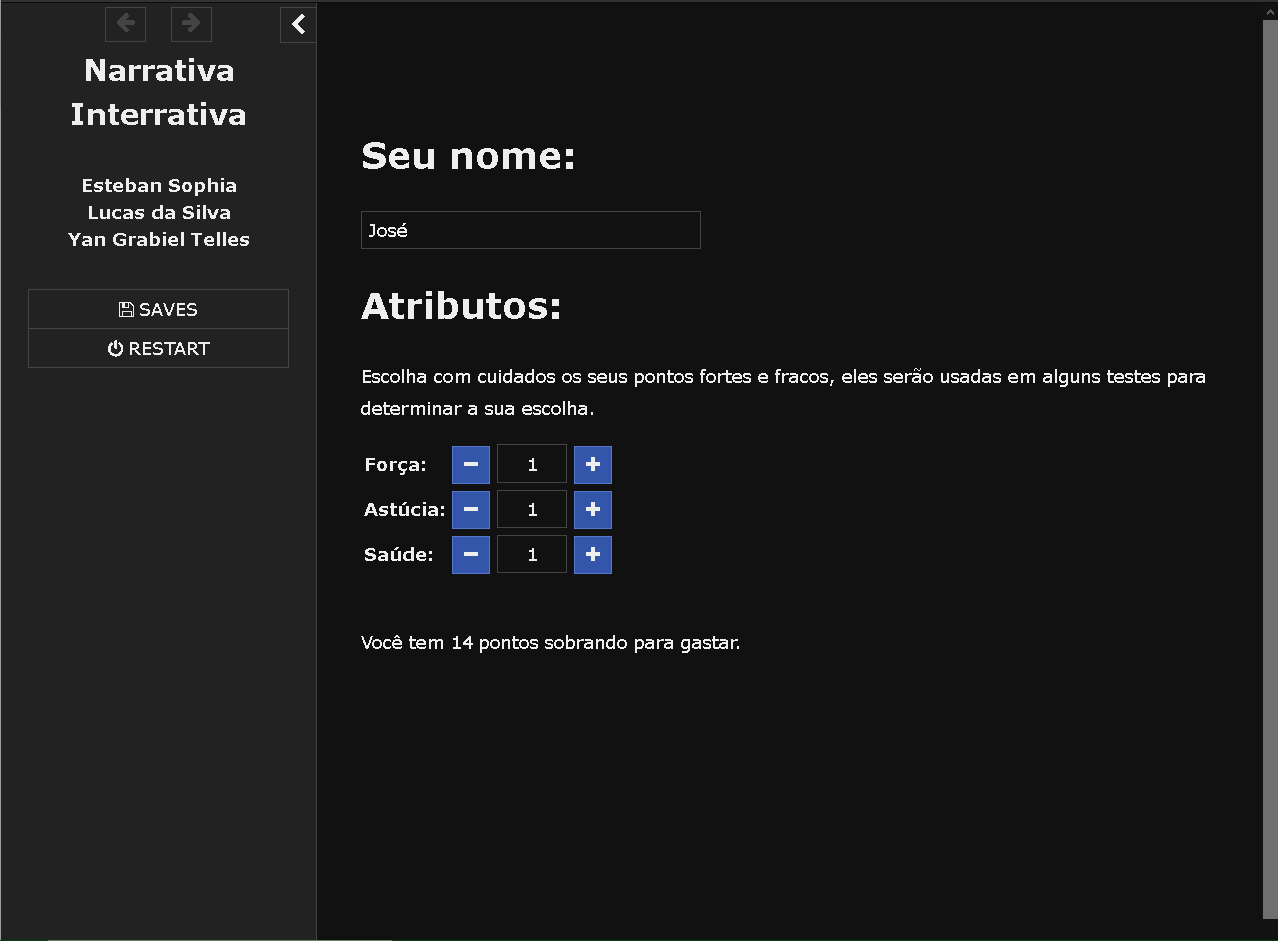 Narrativa
Interrativa
Esteban Sophia
Lucas da Silva
Yan Grabiel Telles
SAVES
RESTART
Seu nome:
José
Atributos:
Escolha com cuidados os seus pontos fortes e fracos, eles serão usadas em alguns testes para
determinar a sua escolha.
Força: 1
Astúcia: 1
Saúde: 1
Você tem 14 pontos sobrando para gastar.